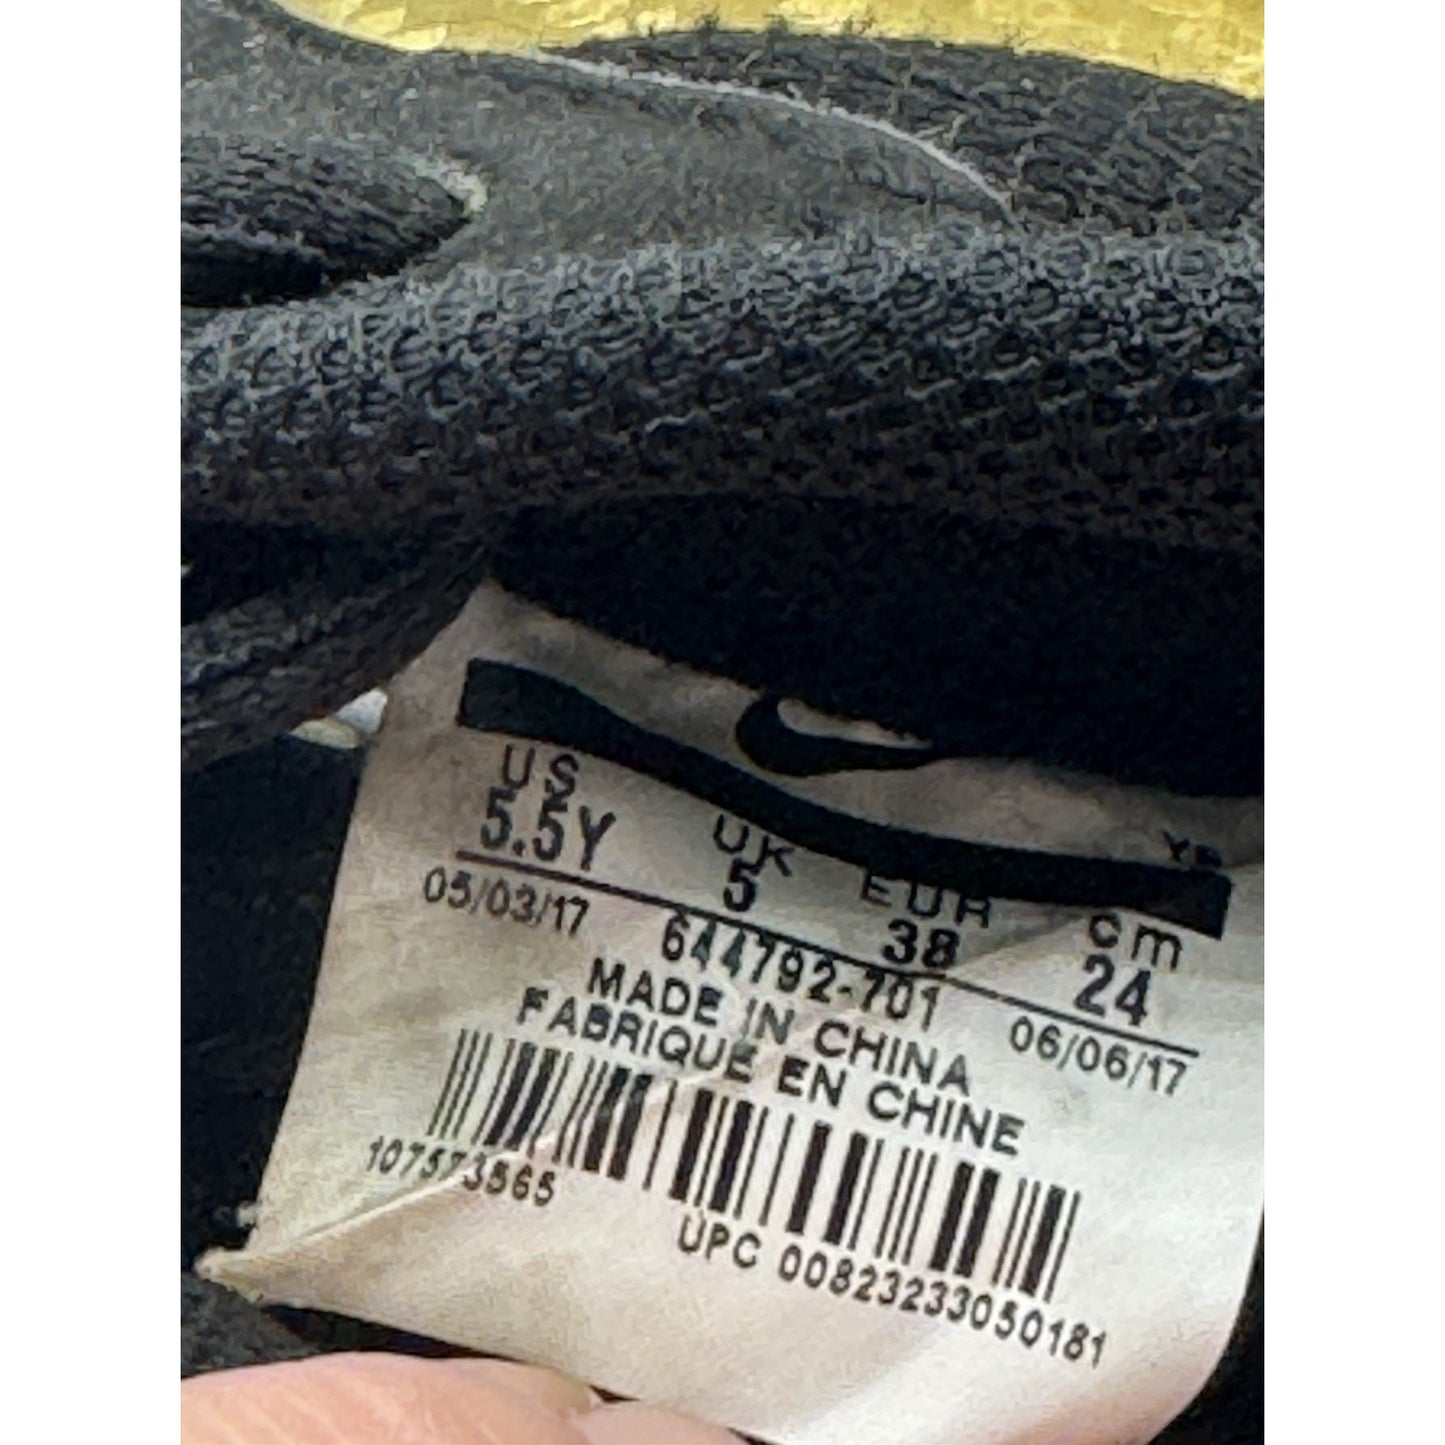 US UK EUR cm
5.5Y 5 38 24
05/03/17 644792-701 06/06/17
MADE IN CHINA
FABRIQUE EN CHINE
107573565
UPC 00823233050181